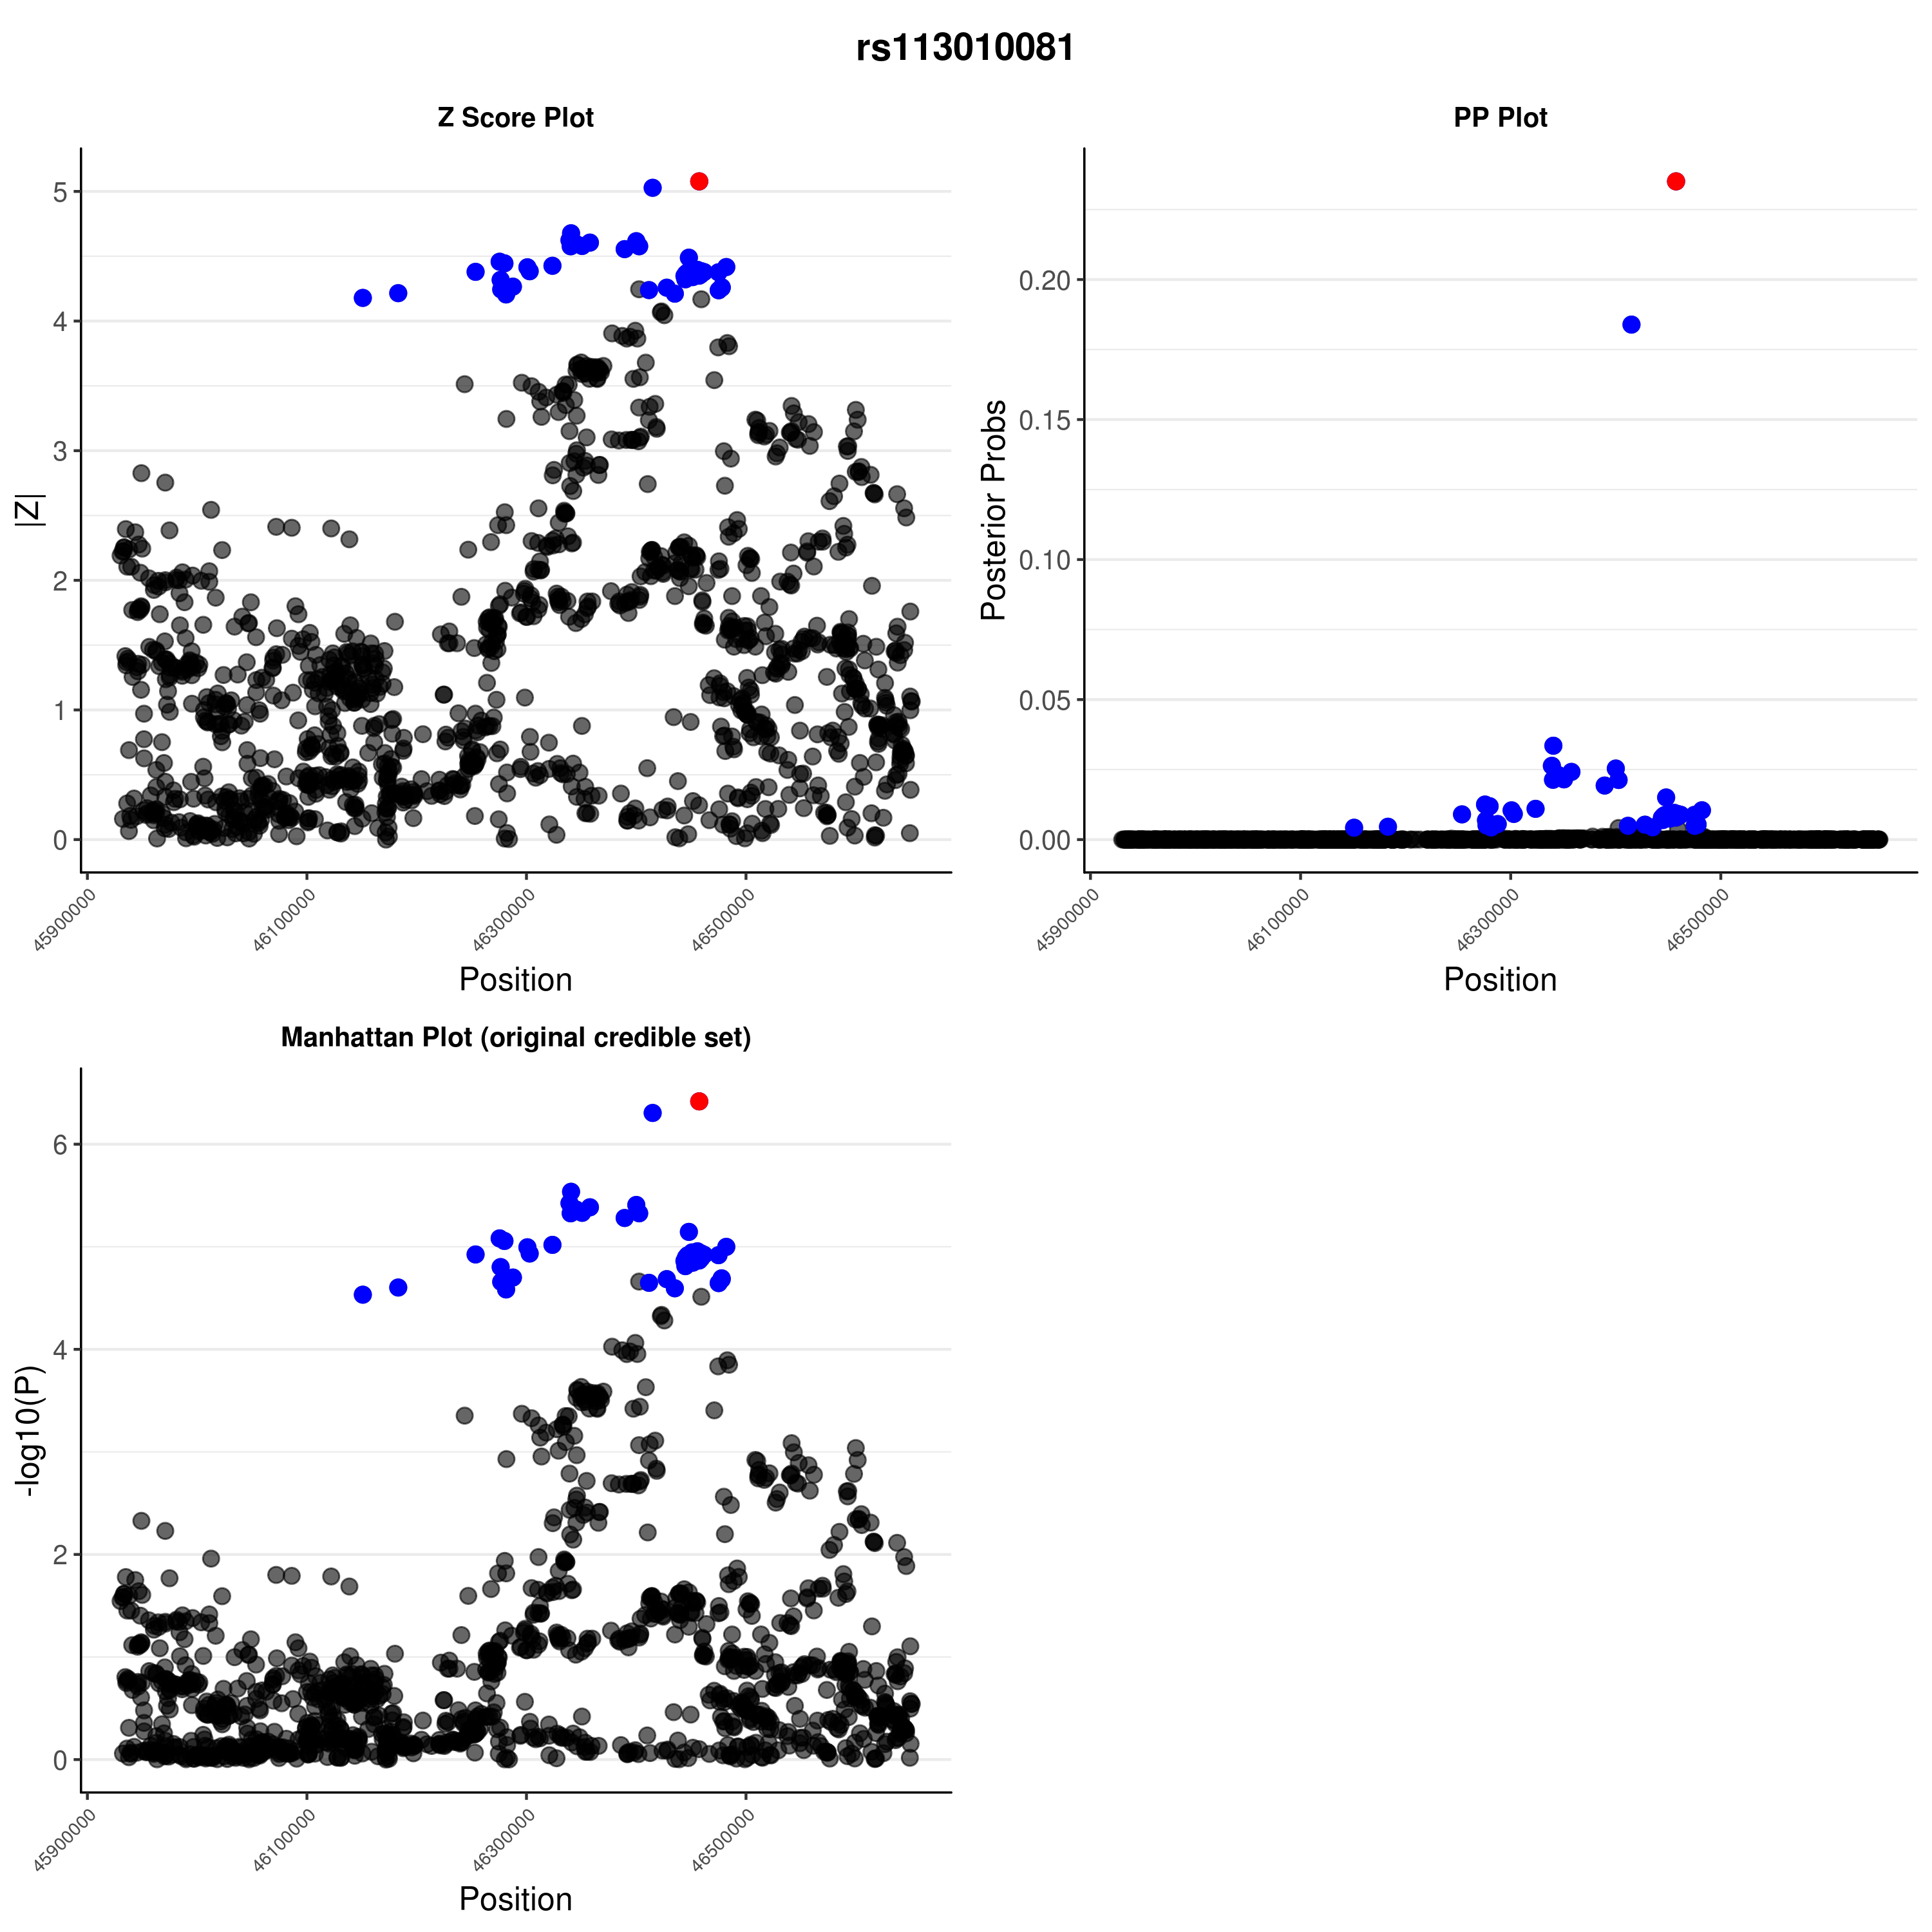 rs113010081
Z Score Plot
|Z|
5
4
3
2
1
0
45900000
46100000
46300000
46500000
Position
PP Plot
Posterior Probs
0.20
0.15
0.10
0.05
0.00
45900000
46100000
46300000
46500000
Position
Manhattan Plot (original credible set)
-log10(P)
6
4
2
0
45900000
46100000
46300000
46500000
Position